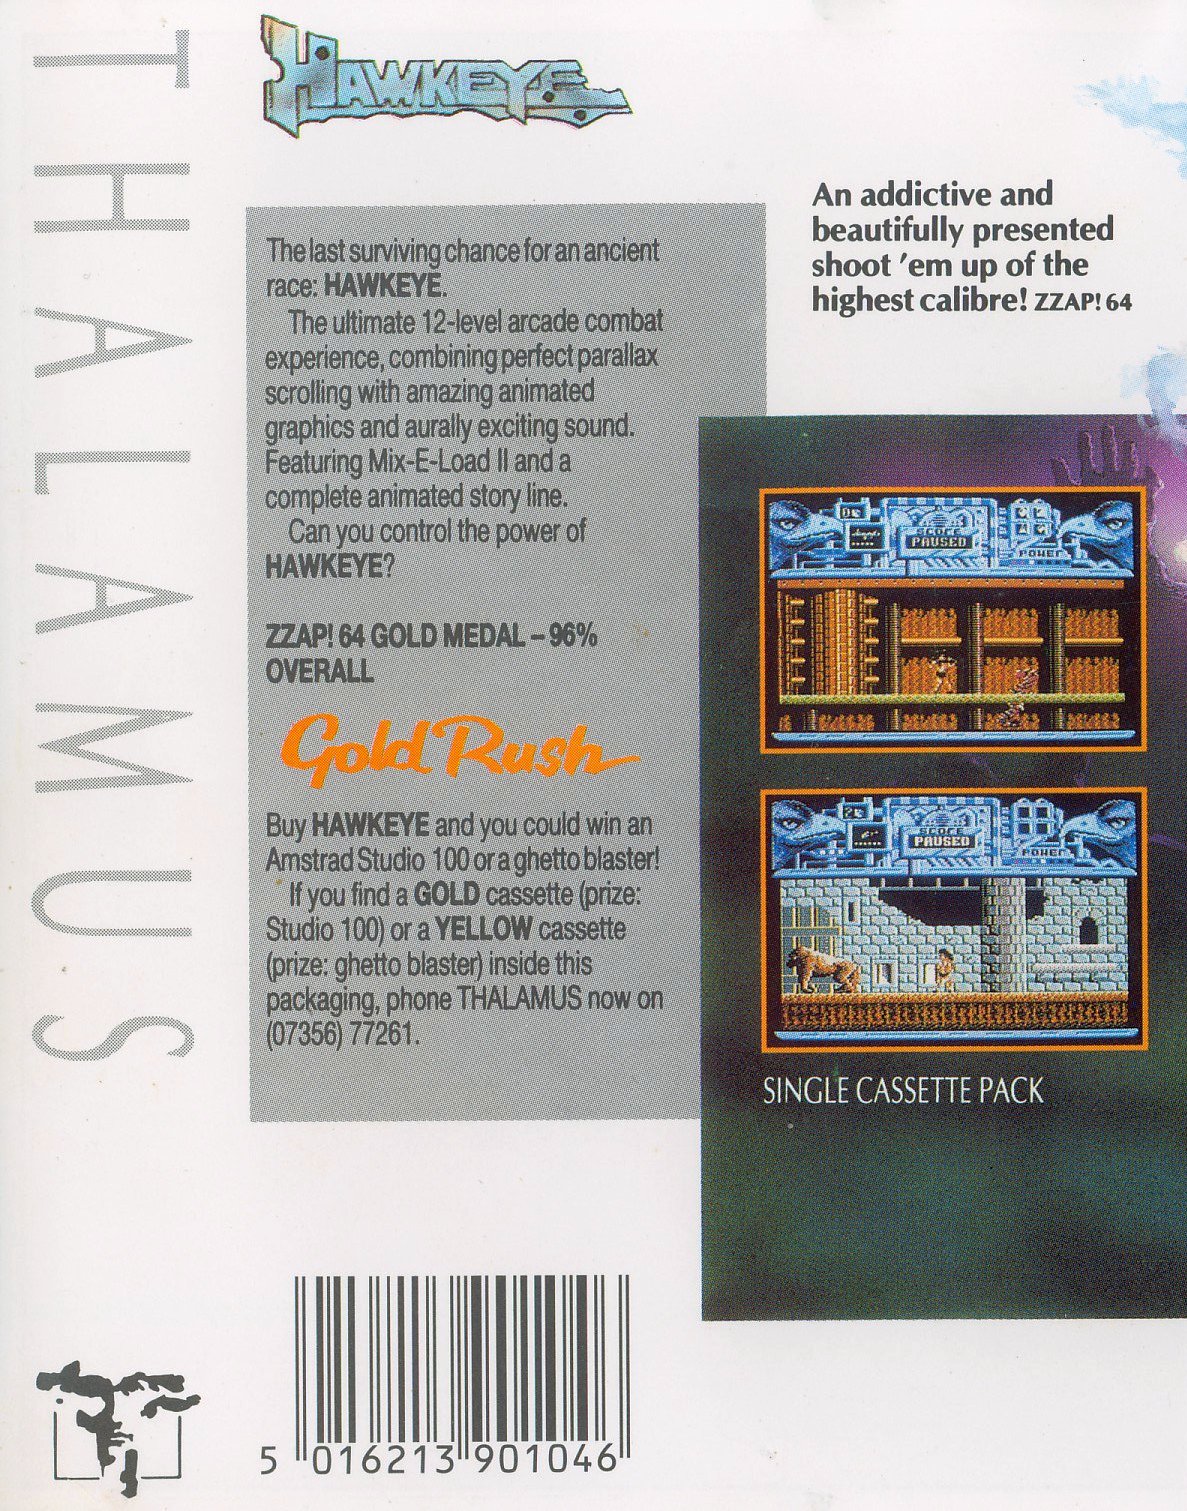 THALAMUS
HAWKEYE
An addictive and
beautifully presented
shoot 'em up of the
highest calibre! ZZAP! 64
The last surviving chance for an ancient
race: HAWKEYE.
The ultimate 12-level arcade combat
experience, combining perfect parallax
scrolling with amazing animated
graphics and aurally exciting sound.
Featuring Mix-E-Load II and a
complete animated story line.
Can you control the power of
HAWKEYE?
ZZAP! 64 GOLD MEDAL – 96%
OVERALL
Gold Rush
Buy HAWKEYE and you could win an
Amstrad Studio 100 or a ghetto blaster!
If you find a GOLD cassette (prize:
Studio 100) or a YELLOW cassette
(prize: ghetto blaster) inside this
packaging, phone THALAMUS now on
(07356) 77261.
SCORE
PAUSED
POWER
SCORE
PAUSED
POWER
SINGLE CASSETTE PACK
5 016213 901046